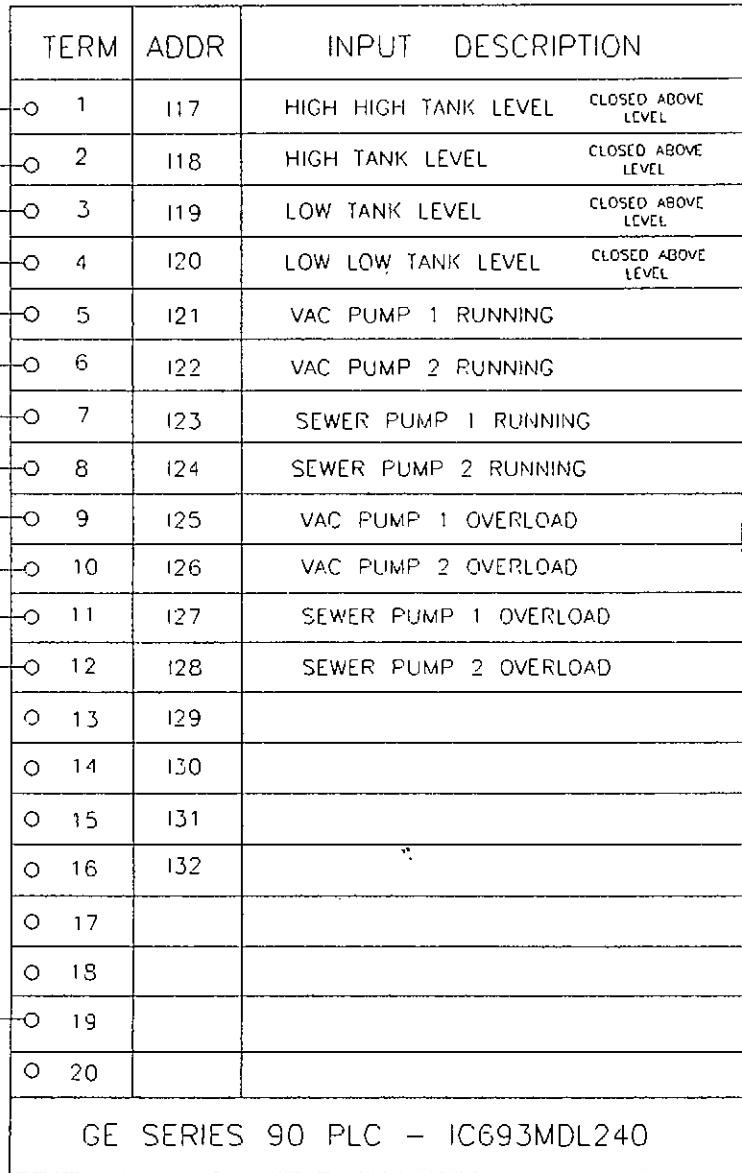 TERM ADDR INPUT DESCRIPTION
1 I17 HIGH HIGH TANK LEVEL CLOSED ABOVE LEVEL
2 I18 HIGH TANK LEVEL CLOSED ABOVE LEVEL
3 I19 LOW TANK LEVEL CLOSED ABOVE LEVEL
4 I20 LOW LOW TANK LEVEL CLOSED ABOVE LEVEL
5 I21 VAC PUMP 1 RUNNING
6 I22 VAC PUMP 2 RUNNING
7 I23 SEWER PUMP 1 RUNNING
8 I24 SEWER PUMP 2 RUNNING
9 I25 VAC PUMP 1 OVERLOAD
10 I26 VAC PUMP 2 OVERLOAD
11 I27 SEWER PUMP 1 OVERLOAD
12 I28 SEWER PUMP 2 OVERLOAD
13 I29
14 I30
15 I31
16 I32
17
18
19
20
GE SERIES 90 PLC – IC693MDL240